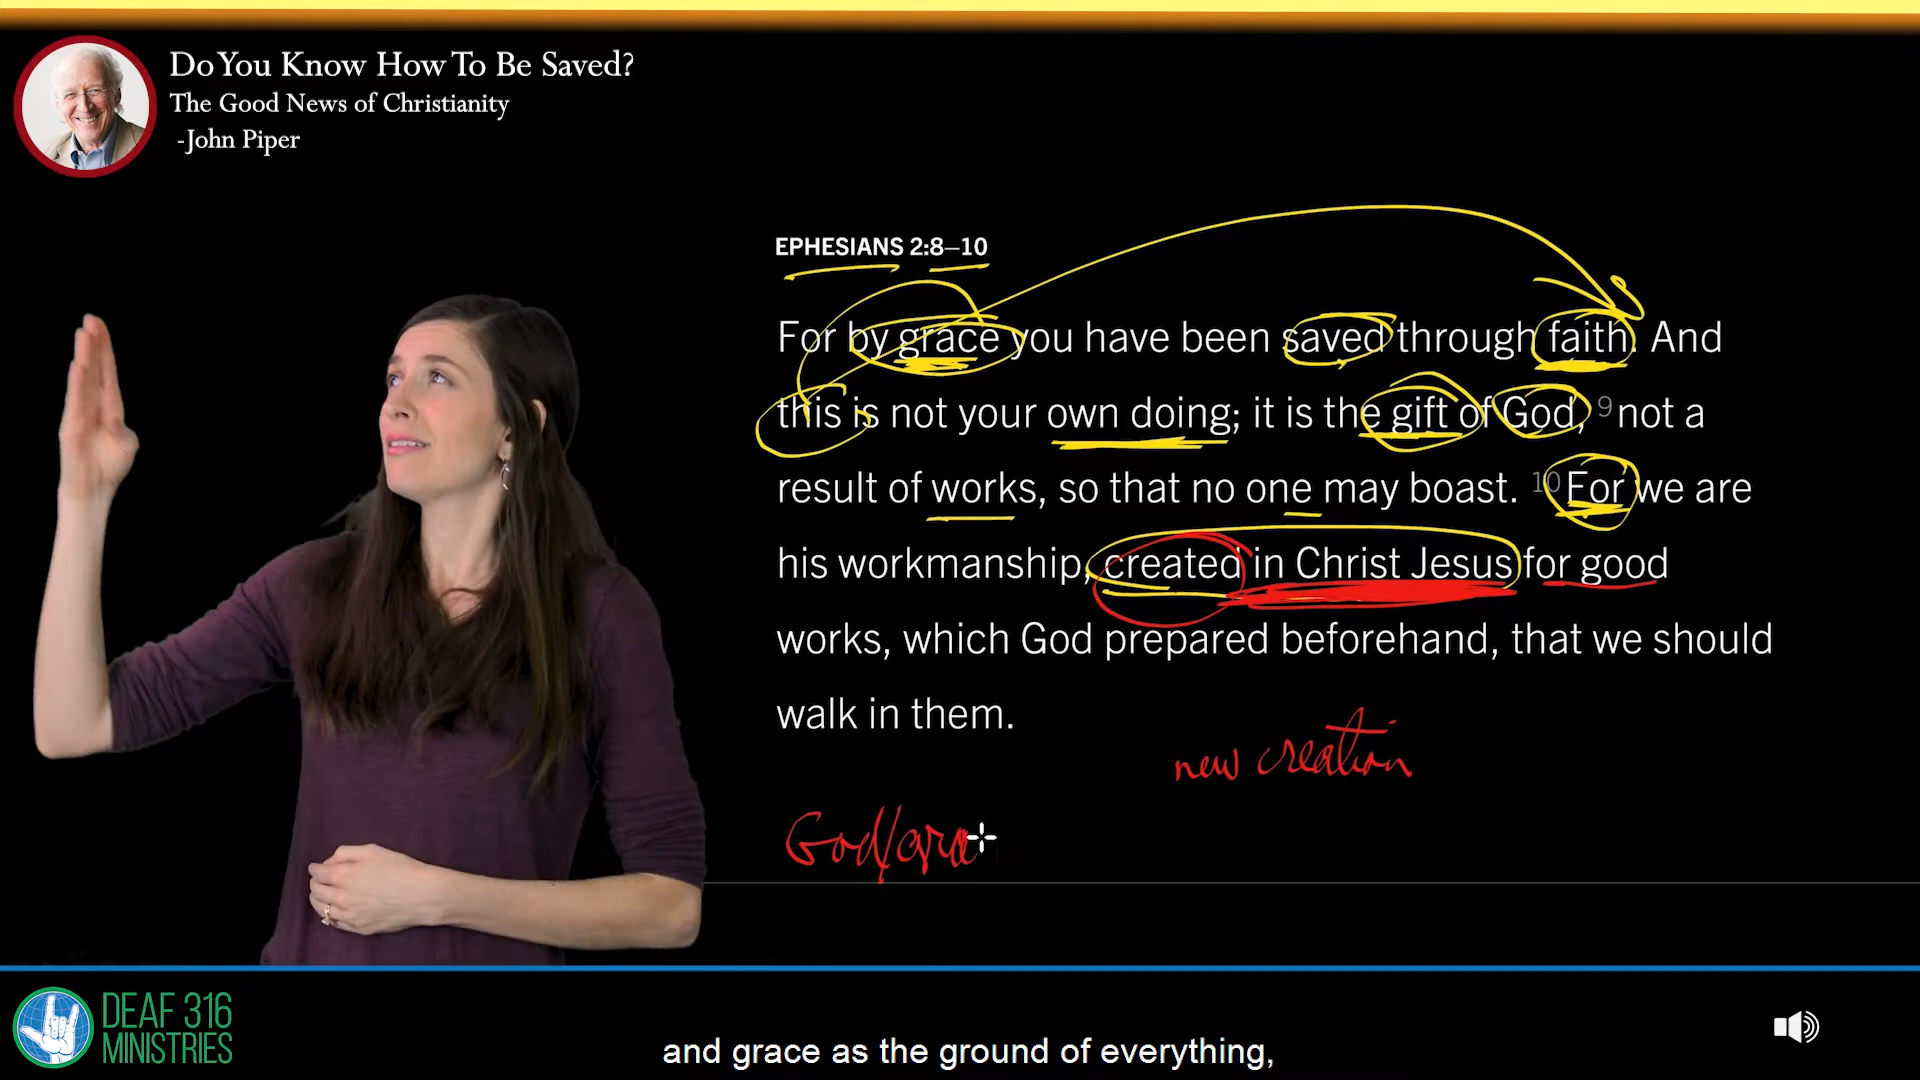 Do You Know How To Be Saved?
The Good News of Christianity
-John Piper
EPHESIANS 2:8–10
For by grace you have been saved through faith. And
this is not your own doing; it is the gift of God, 9 not a
result of works, so that no one may boast. 10 For we are
his workmanship, created in Christ Jesus for good
works, which God prepared beforehand, that we should
walk in them.
new creation
God/gra
DEAF 316
MINISTRIES
and grace as the ground of everything,